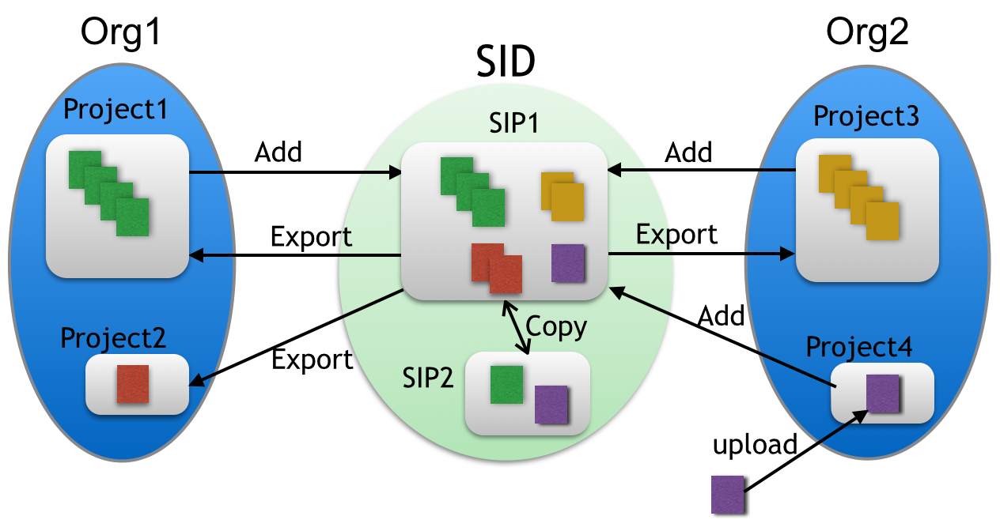 Org1
Org2
SID
Project1
SIP1
Project3
Add
Add
Export
Export
Project2
Export
Copy
SIP2
Add
Project4
upload